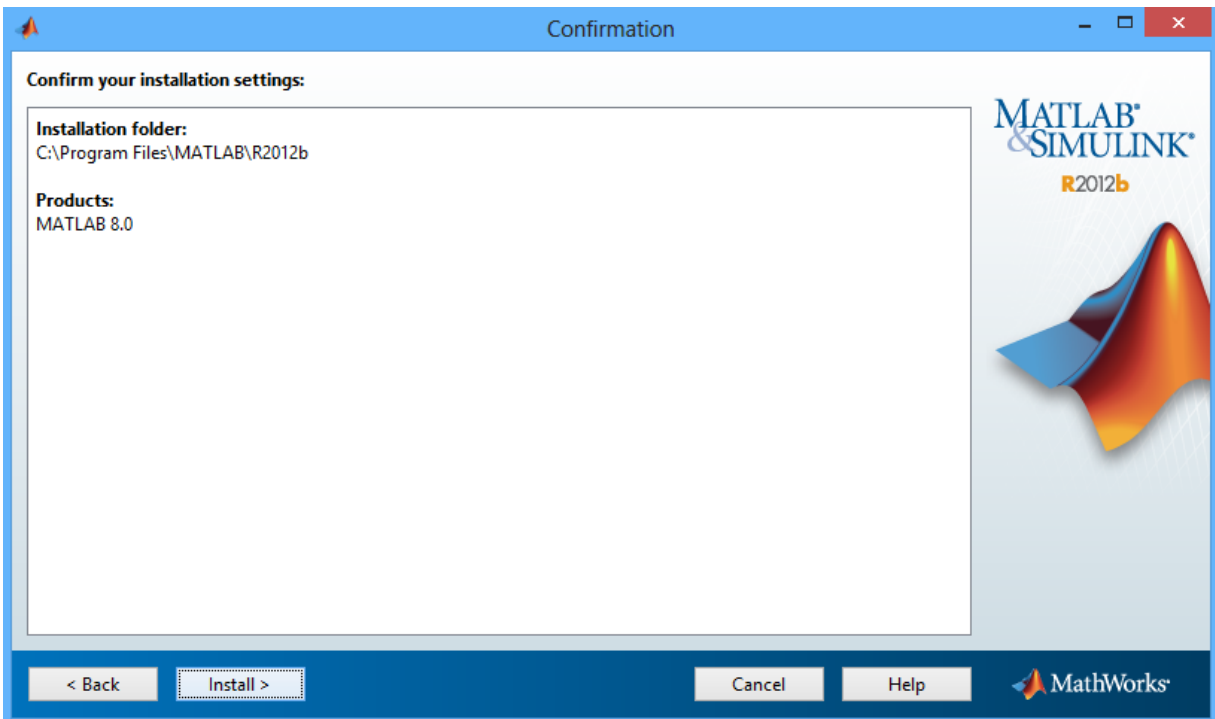 Confirmation
Confirm your installation settings:
Installation folder:
C:\Program Files\MATLAB\R2012b
Products:
MATLAB 8.0
MATLAB®
&SIMULINK®
R2012b
< Back
Install >
Cancel
Help
MathWorks®